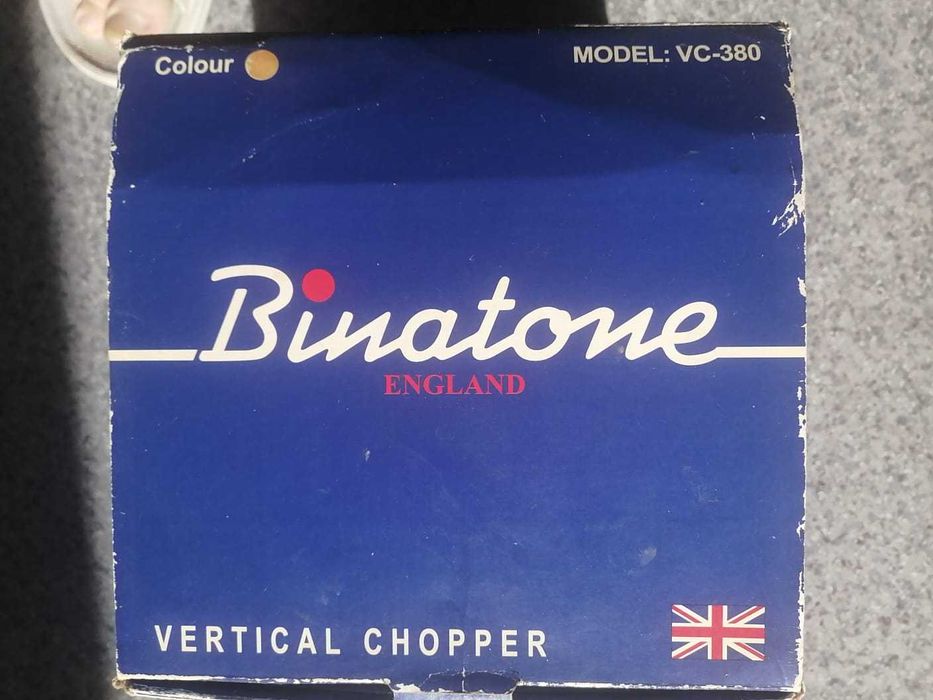 Colour
MODEL: VC-380
Binatone
ENGLAND
VERTICAL CHOPPER